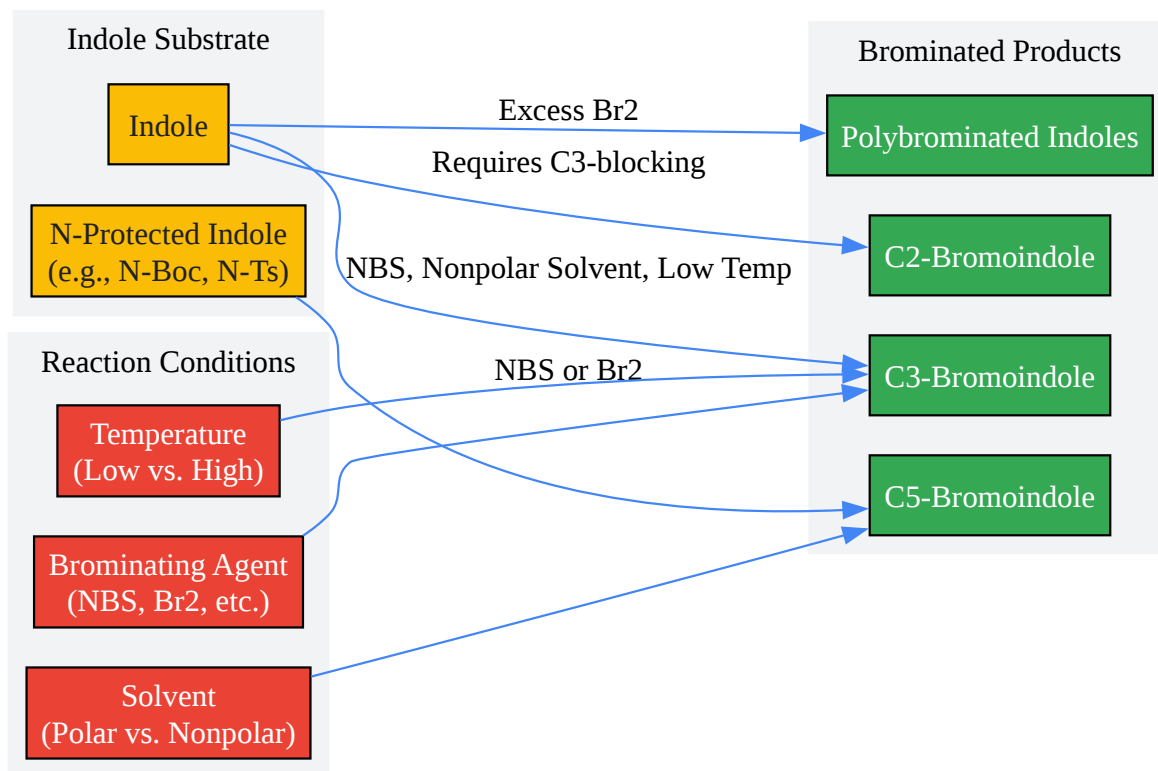 Indole Substrate
Indole
N-Protected Indole
(e.g., N-Boc, N-Ts)
Reaction Conditions
Temperature
(Low vs. High)
Brominating Agent
(NBS, Br2, etc.)
Solvent
(Polar vs. Nonpolar)
Excess Br2
Requires C3-blocking
NBS, Nonpolar Solvent, Low Temp
NBS or Br2
Brominated Products
Polybrominated Indoles
C2-Bromoindole
C3-Bromoindole
C5-Bromoindole